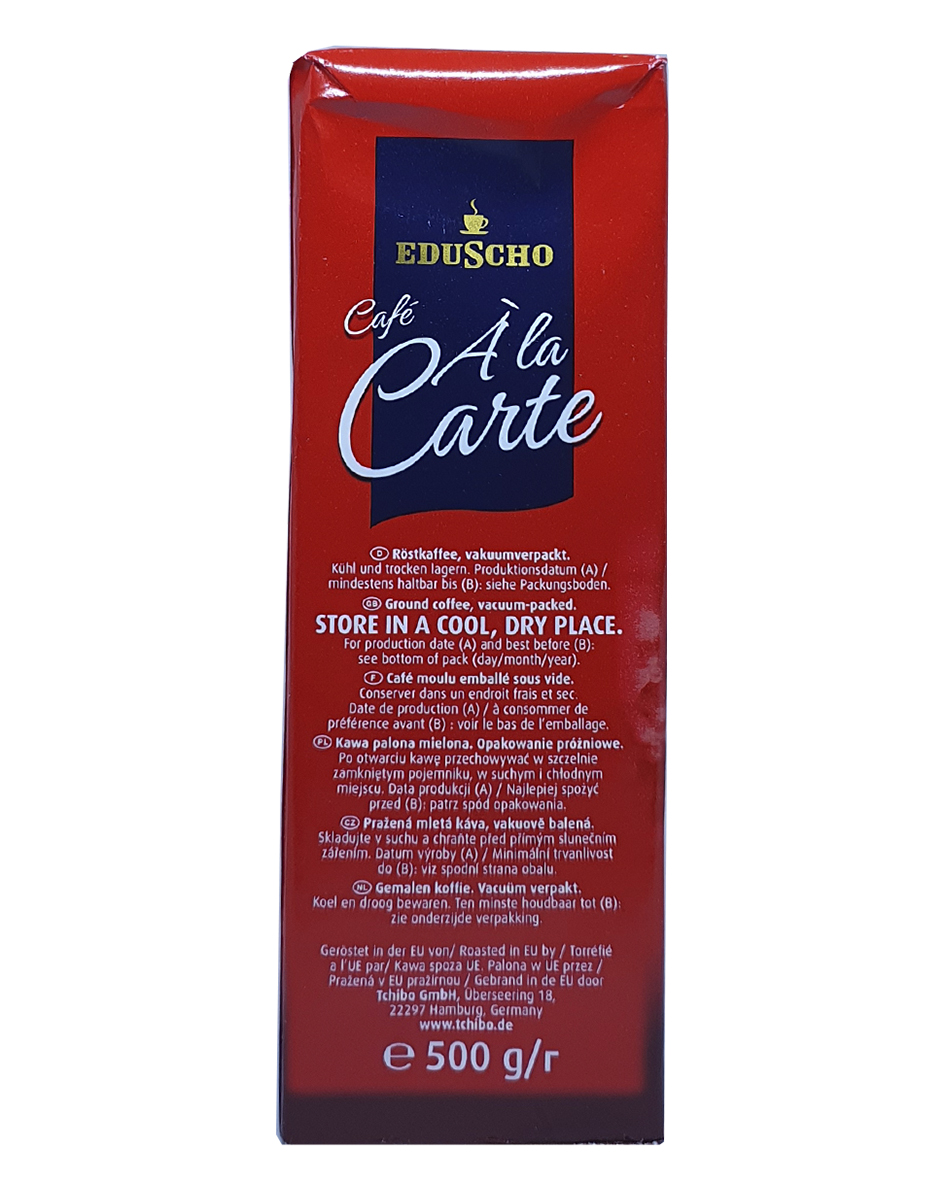 EDUSCHO
Café
À la
Carte
D Röstkaffee, vakuumverpackt.
Kühl und trocken lagern. Produktionsdatum (A) /
mindestens haltbar bis (B): siehe Packungsboden.
GB Ground coffee, vacuum-packed.
STORE IN A COOL, DRY PLACE.
For production date (A) and best before (B):
see bottom of pack (day/month/year).
F Café moulu emballé sous vide.
Conserver dans un endroit frais et sec.
Date de production (A) / à consommer de
préférence avant (B) : voir le bas de l'emballage.
PL Kawa palona mielona. Opakowanie próżniowe.
Po otwarciu kawę przechowywać w szczelnie
zamkniętym pojemniku, w suchym i chłodnym
miejscu. Data produkcji (A) / Najlepiej spożyć
przed (B): patrz spód opakowania.
CZ Pražená mletá káva, vakuově balená.
Skladujte v suchu a chraňte před přímým slunečním
zářením. Datum výroby (A) / Minimální trvanlivost
do (B): viz spodní strana obalu.
NL Gemalen koffie. Vacuüm verpakt.
Koel en droog bewaren. Ten minste houdbaar tot (B):
zie onderzijde verpakking.
Geröstet in der EU von/ Roasted in EU by / Torréfié
a l'UE par/ Kawa spoza UE. Palona w UE przez /
Pražená v EU pražírnou / Gebrand in de EU door
Tchibo GmbH, Überseering 18,
22297 Hamburg, Germany
www.tchibo.de
℮ 500 g/r